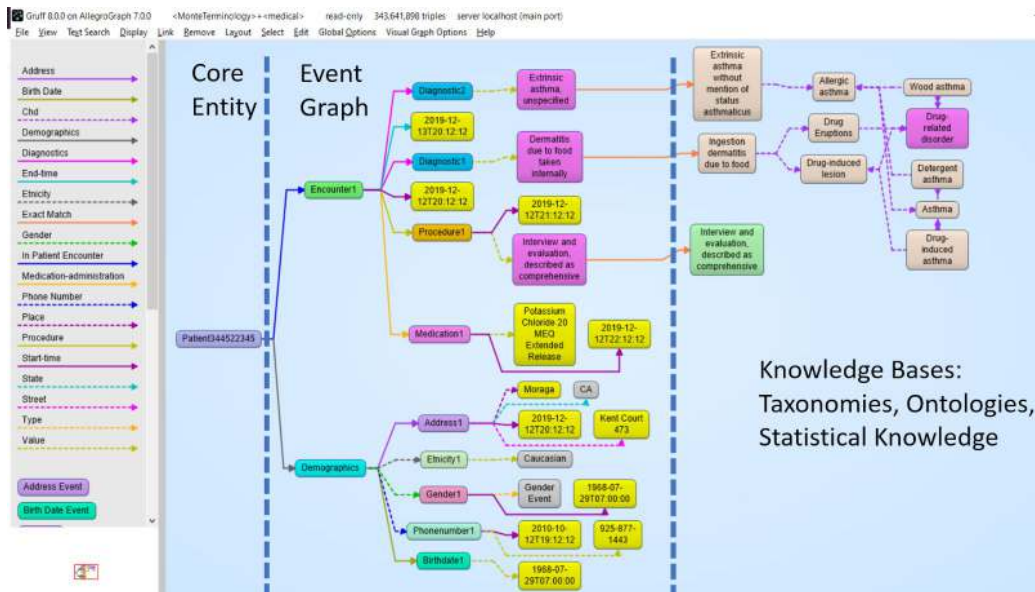 Gruff 8.0.0 on AllegroGraph 7.0.0 <MonteTerminology>+<medical> read-only 343,641,898 triples server localhost (main port)
File View Text Search Display Link Remove Layout Select Edit Global Options Visual Graph Options Help
Address
Birth Date
Chd
Demographics
Diagnostics
End-time
Etnicity
Exact Match
Gender
In Patient Encounter
Medication-administration
Phone Number
Place
Procedure
Start-time
State
Street
Type
Value
Address Event
Birth Date Event
Core
Entity
Event
Graph
Patient344522345
Encounter1
Demographics
Diagnostic2
2019-12-
13T20:12:12
Diagnostic1
2019-12-
12T20:12:12
Procedure1
Medication1
Extrinsic
asthma,
unspecified
Dermatitis
due to food
taken
internally
2019-12-
12T21:12:12
Interview and
evaluation,
described as
comprehensive
Potassium
Chloride 20
MEQ
Extended
Release
2019-12-
12T22:12:12
Address1
Moraga
CA
2019-12-
12T20:12:12
Kent Court
473
Etnicity1
Caucasian
Gender1
Gender
Event
1968-07-
29T07:00:00
Phonenumber1
2010-10-
12T19:12:12
925-877-
1443
Birthdate1
1968-07-
29T07:00:00
Extrinsic
asthma
without
mention of
status
asthmaticus
Ingestion
dermatitis
due to food
Interview and
evaluation,
described as
comprehensive
Allergic
asthma
Drug
Eruptions
Drug-induced
lesion
Wood asthma
Drug-
related
disorder
Detergent
asthma
Asthma
Drug-
induced
asthma
Knowledge Bases:
Taxonomies, Ontologies,
Statistical Knowledge